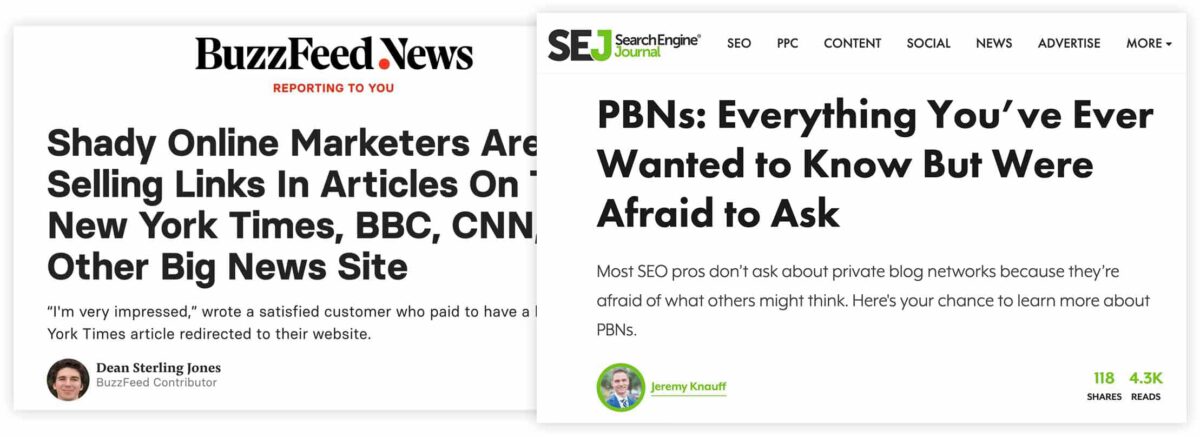 BuzzFeed News
REPORTING TO YOU
Shady Online Marketers Are
Selling Links In Articles On
New York Times, BBC, CNN,
Other Big News Site
“I'm very impressed,” wrote a satisfied customer who paid to have a
York Times article redirected to their website.
Dean Sterling Jones
BuzzFeed Contributor
SEJ Search Engine® Journal
SEO PPC CONTENT SOCIAL NEWS ADVERTISE MORE
PBNs: Everything You’ve Ever
Wanted to Know But Were
Afraid to Ask
Most SEO pros don’t ask about private blog networks because they’re
afraid of what others might think. Here's your chance to learn more about
PBNs.
Jeremy Knauff
118 4.3K
SHARES READS